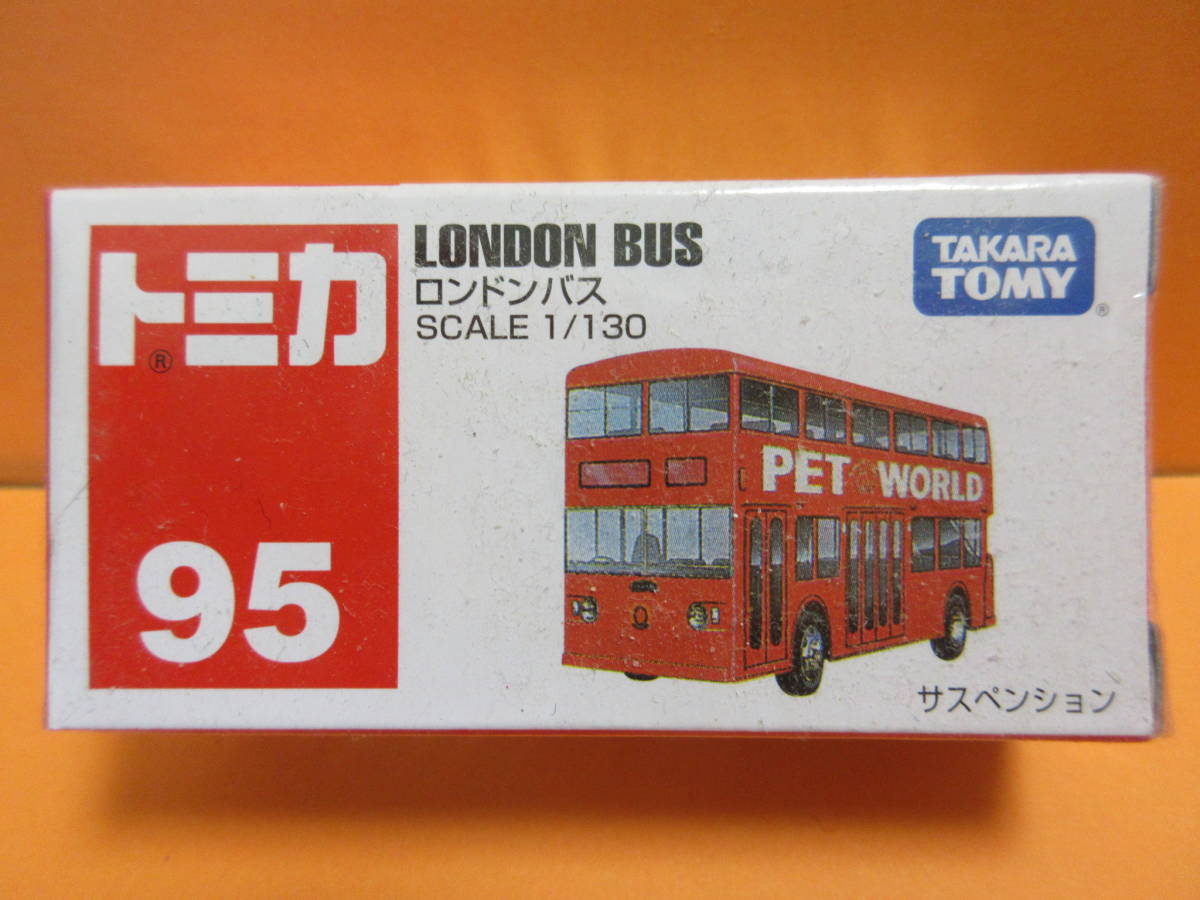 トミカ
®
95
LONDON BUS
ロンドンバス
SCALE 1/130
TAKARA
TOMY
®
PET WORLD
サスペンション